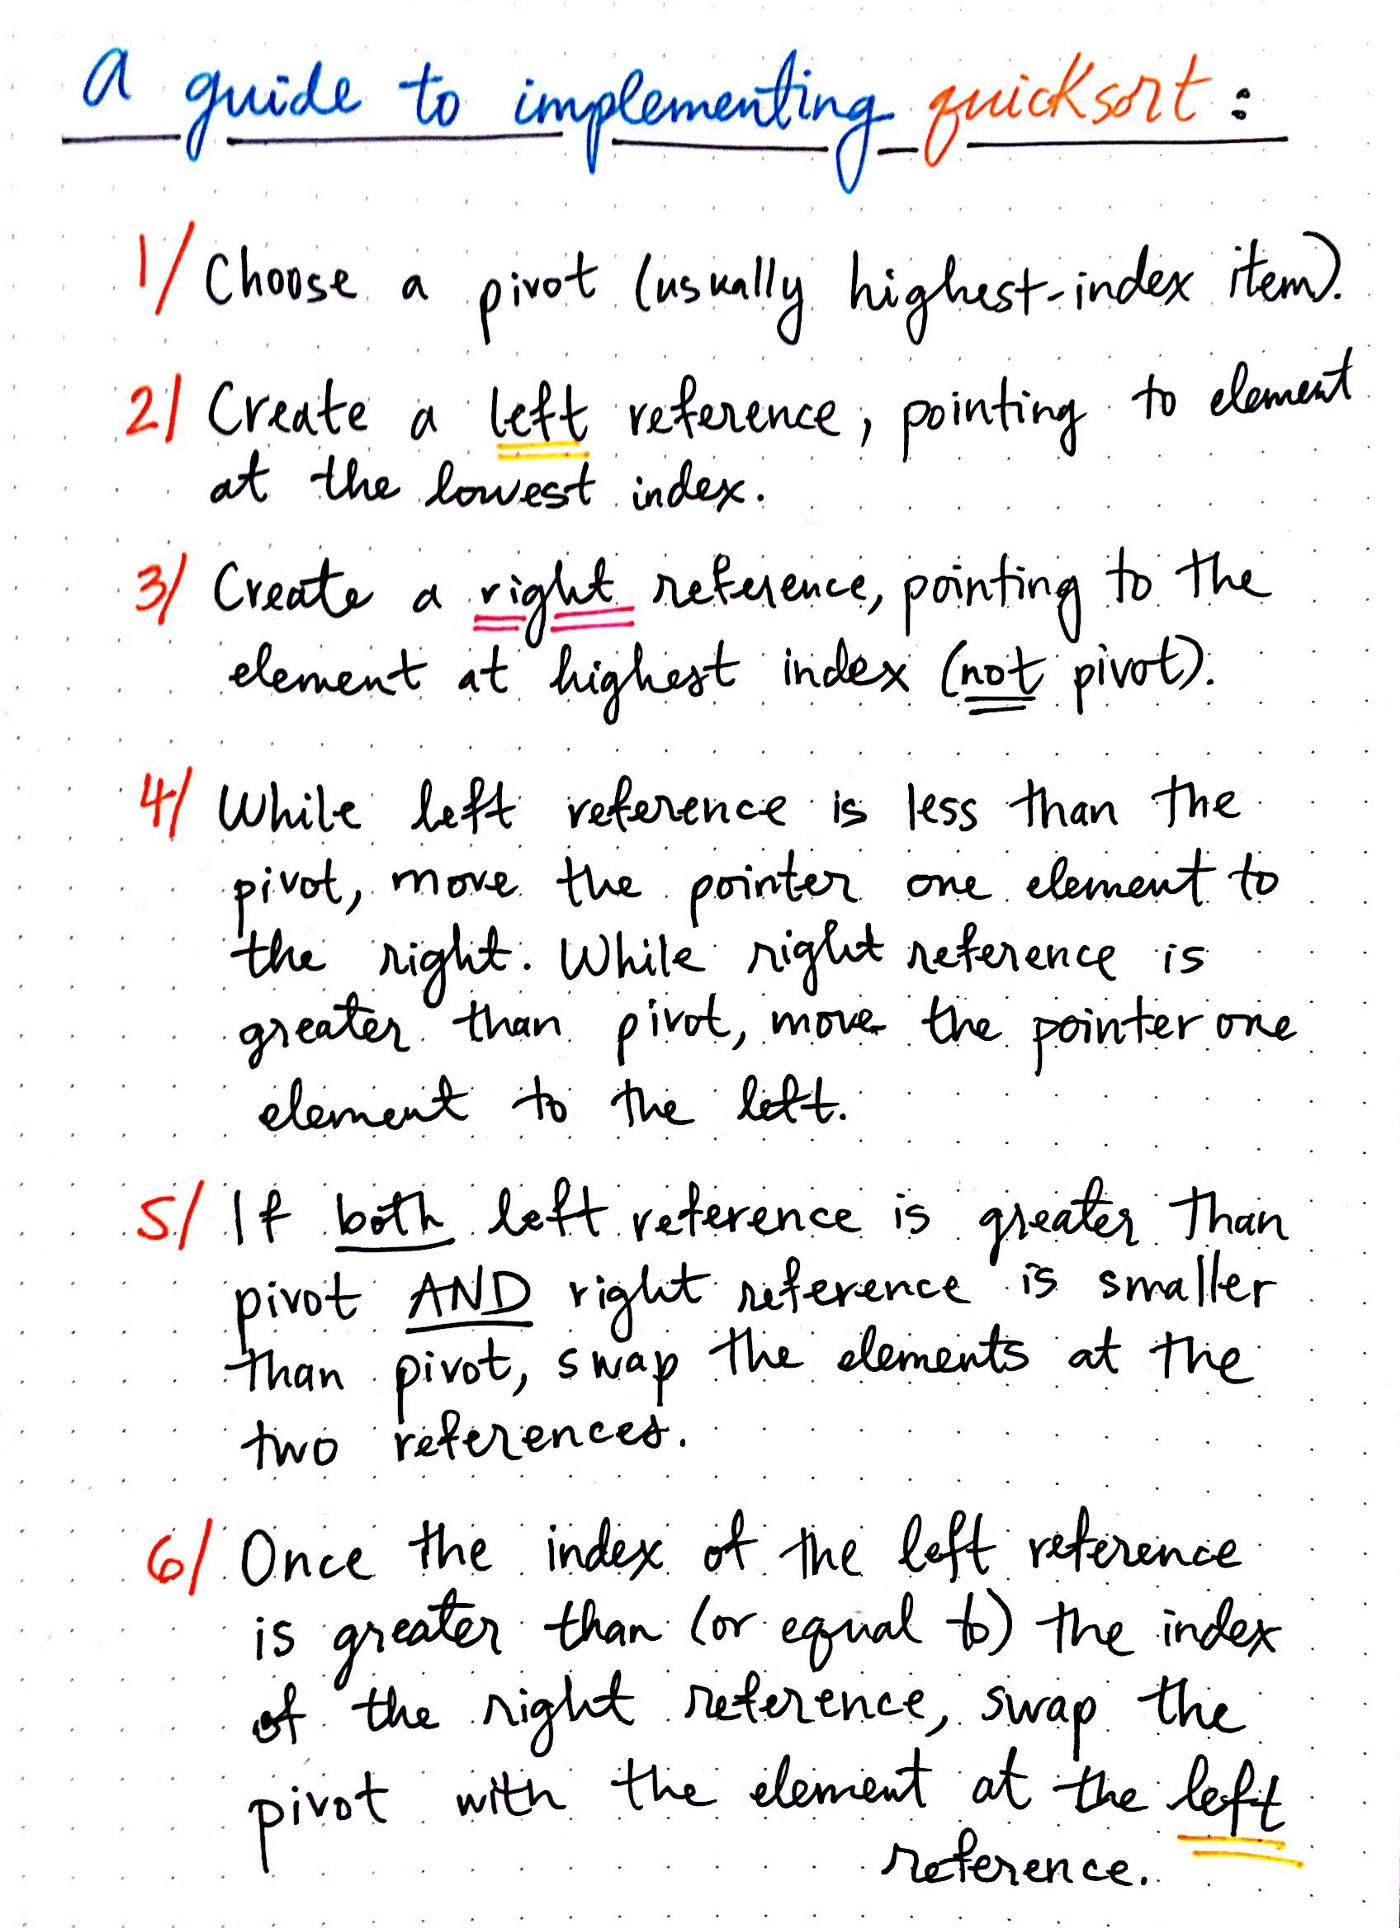 a guide to implementing quicksort:
1/ Choose a pivot (usually highest-index item).
2/ Create a left reference, pointing to element
at the lowest index.
3/ Create a right reference, pointing to the
element at highest index (not pivot).
4/ While left reference is less than the
pivot, move the pointer one element to
the right. While right reference is
greater than pivot, move the pointer one
element to the left.
5/ If both left reference is greater than
pivot AND right reference is smaller
than pivot, swap the elements at the
two references.
6/ Once the index of the left reference
is greater than (or equal to) the index
of the right reference, swap the
pivot with the element at the left
reference.